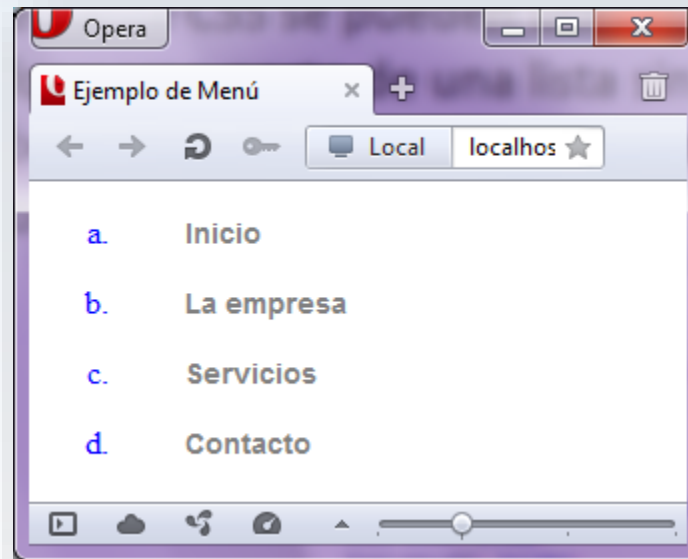 Opera
Ejemplo de Menú
Local localhos
a. Inicio
b. La empresa
c. Servicios
d. Contacto